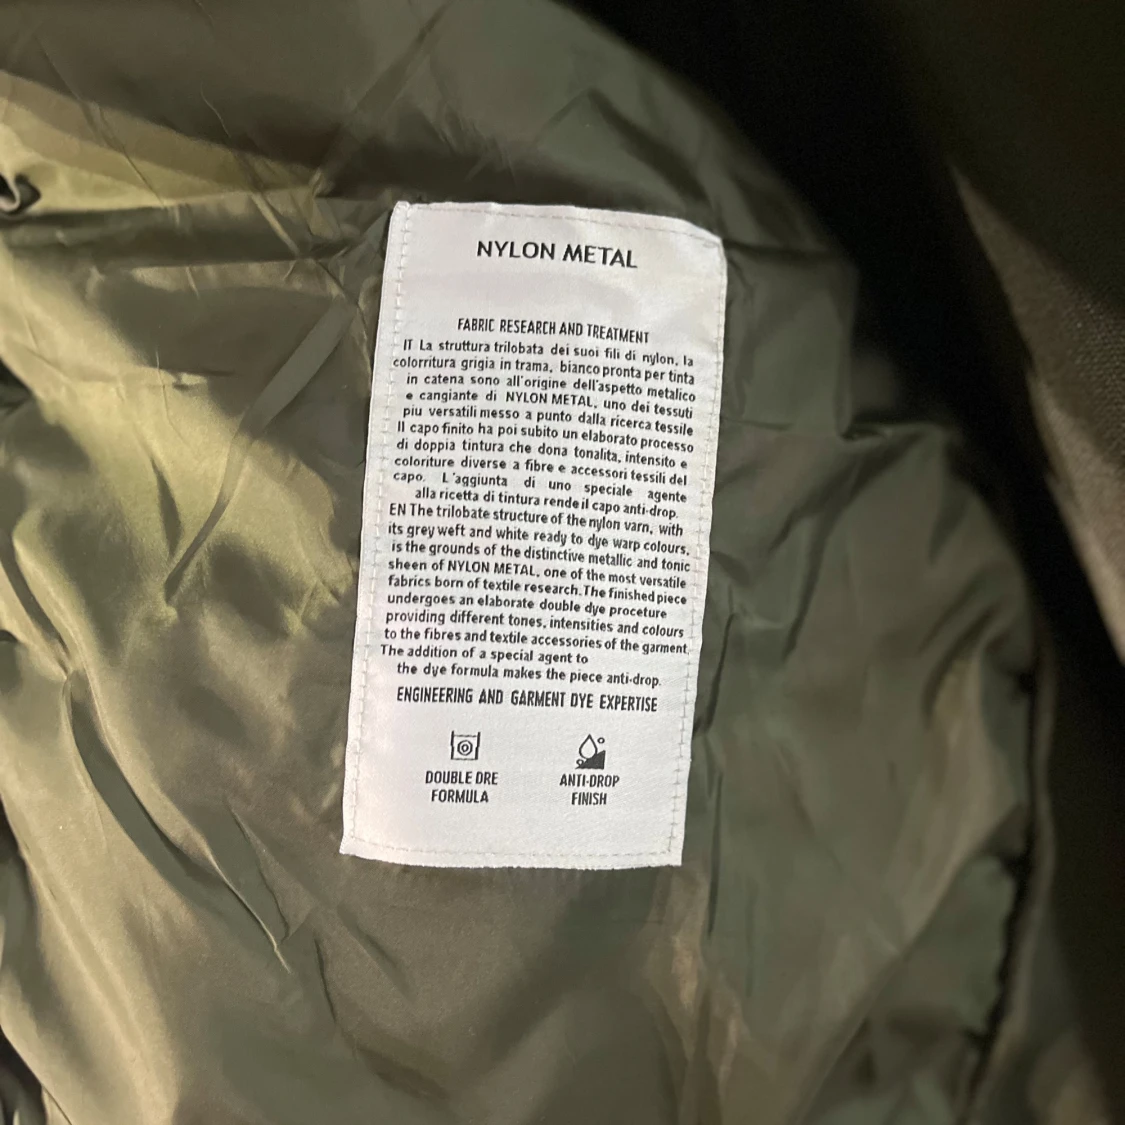 NYLON METAL
FABRIC RESEARCH AND TREATMENT
IT La struttura trilobata dei suoi fili di nylon, la
colorritura grigia in trama, bianco pronta per tinta
in catena sono all'origine dell'aspetto metalico
e cangiante di NYLON METAL, uno dei tessuti
piu versatili messo a punto dalla ricerca tessile
Il capo finito ha poi subito un elaborato processo
di doppia tintura che dona tonalita, intensito e
coloriture diverse a fibre e accessori tessili del
capo. L'aggiunta di uno speciale agente
alla ricetta di tintura rende il capo anti-drop.
EN The trilobate structure of the nylon varn, with
its grey weft and white ready to dye warp colours,
is the grounds of the distinctive metallic and tonic
sheen of NYLON METAL, one of the most versatile
fabrics born of textile research. The finished piece
undergoes an elaborate double dye proceture
providing different tones, intensities and colours
to the fibres and textile accessories of the garment,
The addition of a special agent to
the dye formula makes the piece anti-drop.
ENGINEERING AND GARMENT DYE EXPERTISE
DOUBLE DRE
FORMULA
ANTI-DROP
FINISH